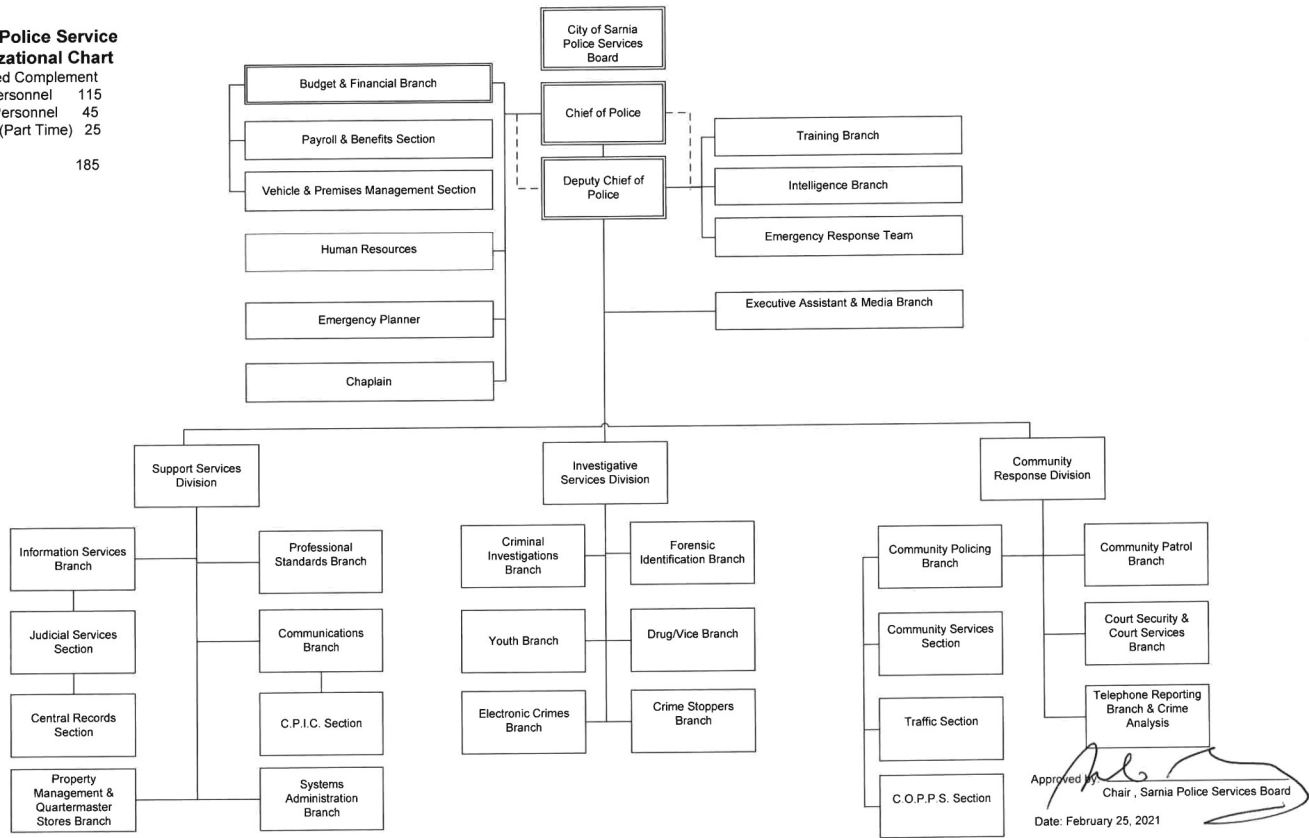 Police Service
zational Chart
ed Complement
ersonnel 115
Personnel 45
(Part Time) 25
185
City of Sarnia
Police Services
Board
Chief of Police
Deputy Chief of
Police
Budget & Financial Branch
Payroll & Benefits Section
Vehicle & Premises Management Section
Human Resources
Emergency Planner
Chaplain
Training Branch
Intelligence Branch
Emergency Response Team
Executive Assistant & Media Branch
Support Services
Division
Information Services
Branch
Professional
Standards Branch
Judicial Services
Section
Communications
Branch
Central Records
Section
C.P.I.C. Section
Property
Management &
Quartermaster
Stores Branch
Systems
Administration
Branch
Investigative
Services Division
Criminal
Investigations
Branch
Forensic
Identification Branch
Youth Branch
Drug/Vice Branch
Electronic Crimes
Branch
Crime Stoppers
Branch
Community
Response Division
Community Policing
Branch
Community Patrol
Branch
Community Services
Section
Court Security &
Court Services
Branch
Traffic Section
Telephone Reporting
Branch & Crime
Analysis
C.O.P.P.S. Section
Approved by:
Chair , Sarnia Police Services Board
Date: February 25, 2021